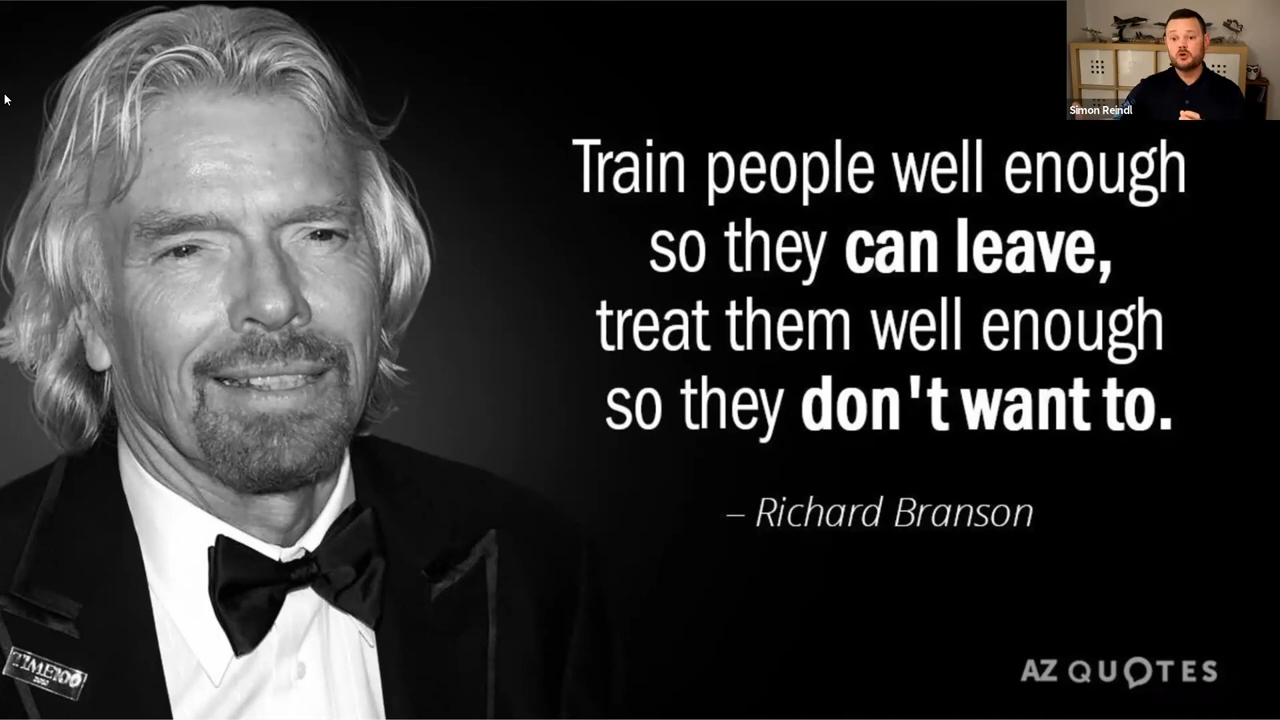 Simon Reindl
Train people well enough
so they can leave,
treat them well enough
so they don't want to.
– Richard Branson
TIME100
AZ QUOTES